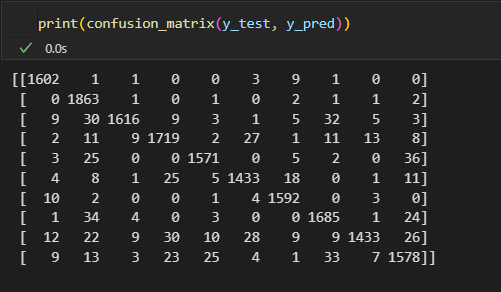 print(confusion_matrix(y_test, y_pred))
0.0s
[[1602 1 1 0 0 3 9 1 0 0]
[ 0 1863 1 0 1 0 2 1 1 2]
[ 9 30 1616 9 3 1 5 32 5 3]
[ 2 11 9 1719 2 27 1 11 13 8]
[ 3 25 0 0 1571 0 5 2 0 36]
[ 4 8 1 25 5 1433 18 0 1 11]
[ 10 2 0 0 1 4 1592 0 3 0]
[ 1 34 4 0 3 0 0 1685 1 24]
[ 12 22 9 30 10 28 9 9 1433 26]
[ 9 13 3 23 25 4 1 33 7 1578]]